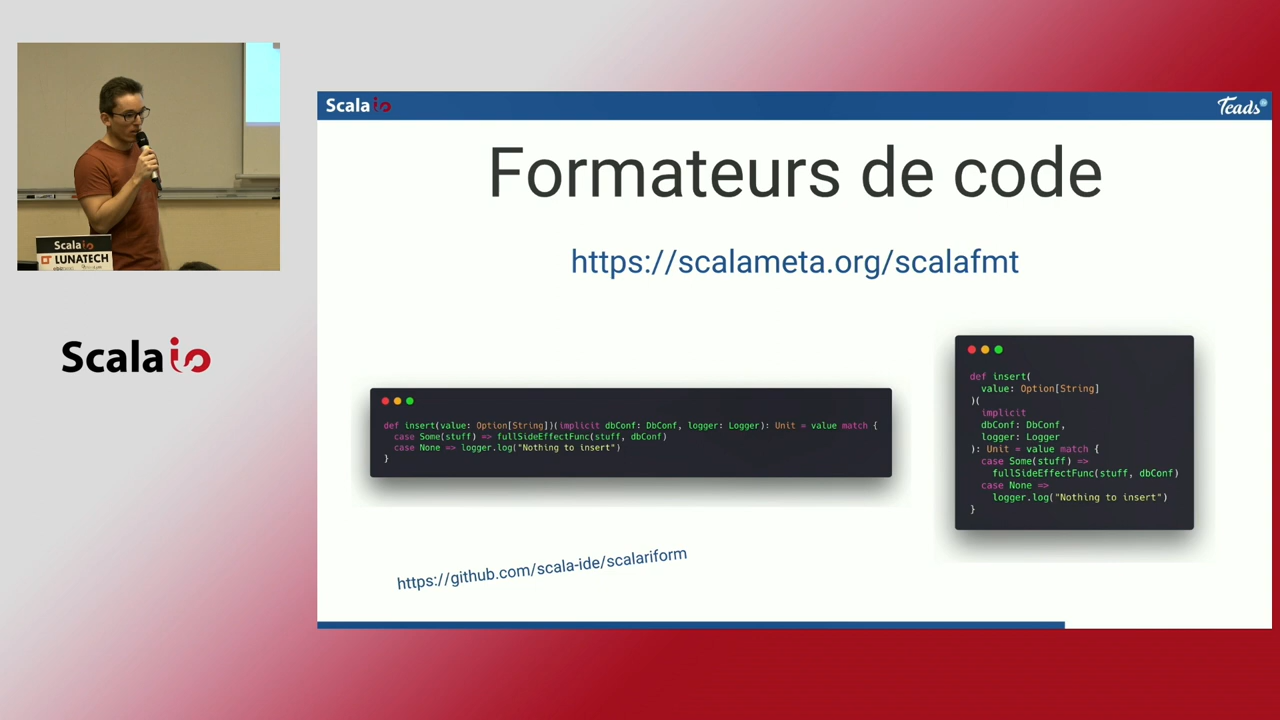 Scala io
Teads
Formateurs de code
https://scalameta.org/scalafmt
def insert(value: Option[String])(implicit dbConf: DbConf, logger: Logger): Unit = value match {
case Some(stuff) => fullSideEffectFunc(stuff, dbConf)
case None => logger.log("Nothing to insert")
}
def insert(
value: Option[String]
)(
implicit
dbConf: DbConf,
logger: Logger
): Unit = value match {
case Some(stuff) =>
fullSideEffectFunc(stuff, dbConf)
case None =>
logger.log("Nothing to insert")
}
https://github.com/scala-ide/scalariform
Scala io
LUNATECH
Scala io